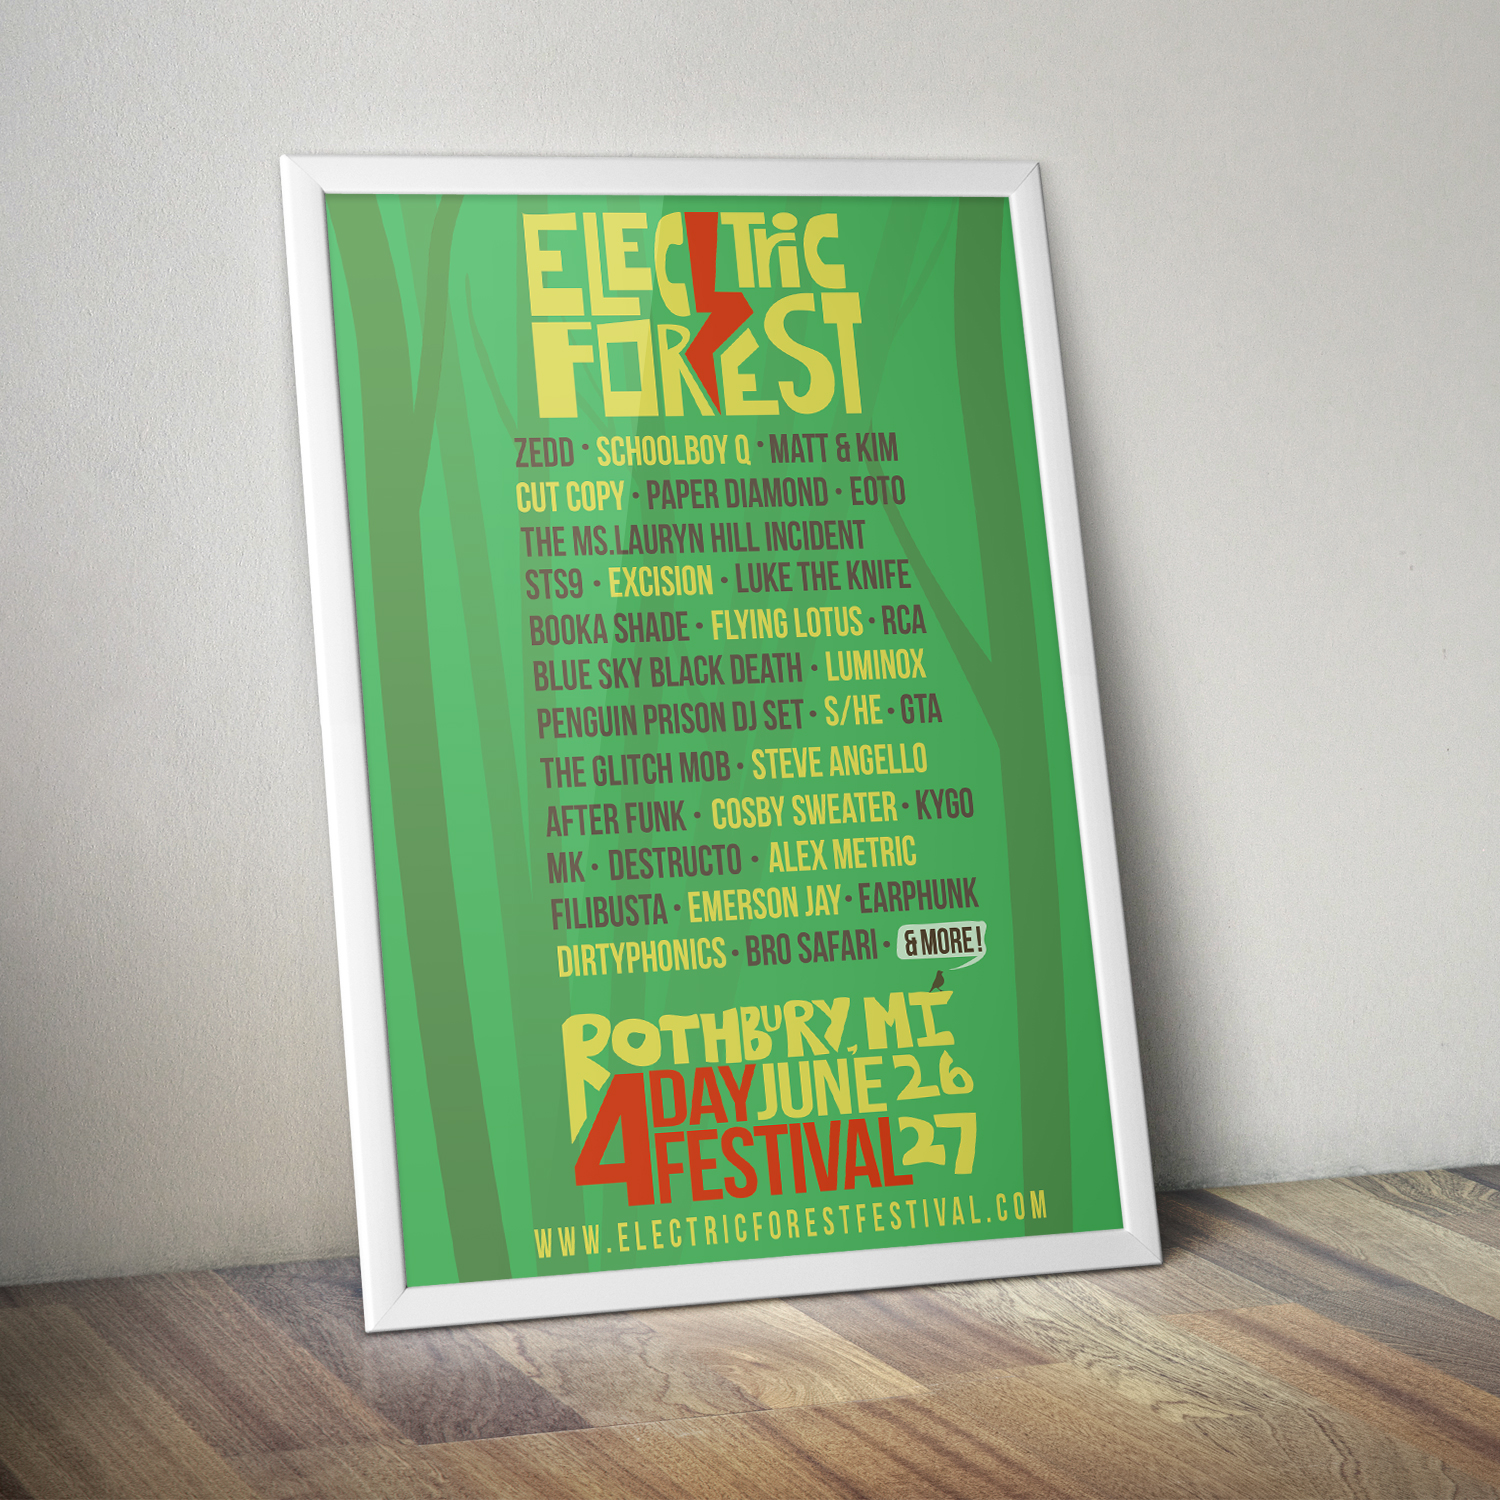 ELECTRIC
FOREST
ZEDD · SCHOOLBOY Q · MATT & KIM
CUT COPY · PAPER DIAMOND · EOTO
THE MS.LAURYN HILL INCIDENT
STS9 · EXCISION · LUKE THE KNIFE
BOOKA SHADE · FLYING LOTUS · RCA
BLUE SKY BLACK DEATH · LUMINOX
PENGUIN PRISON DJ SET · S/HE · GTA
THE GLITCH MOB · STEVE ANGELLO
AFTER FUNK · COSBY SWEATER · KYGO
MK · DESTRUCTO · ALEX METRIC
FILIBUSTA · EMERSON JAY · EARPHUNK
DIRTYPHONICS · BRO SAFARI · & MORE!
ROTHBURY, MI
4 DAY JUNE 26
FESTIVAL 27
WWW.ELECTRICFORESTFESTIVAL.COM